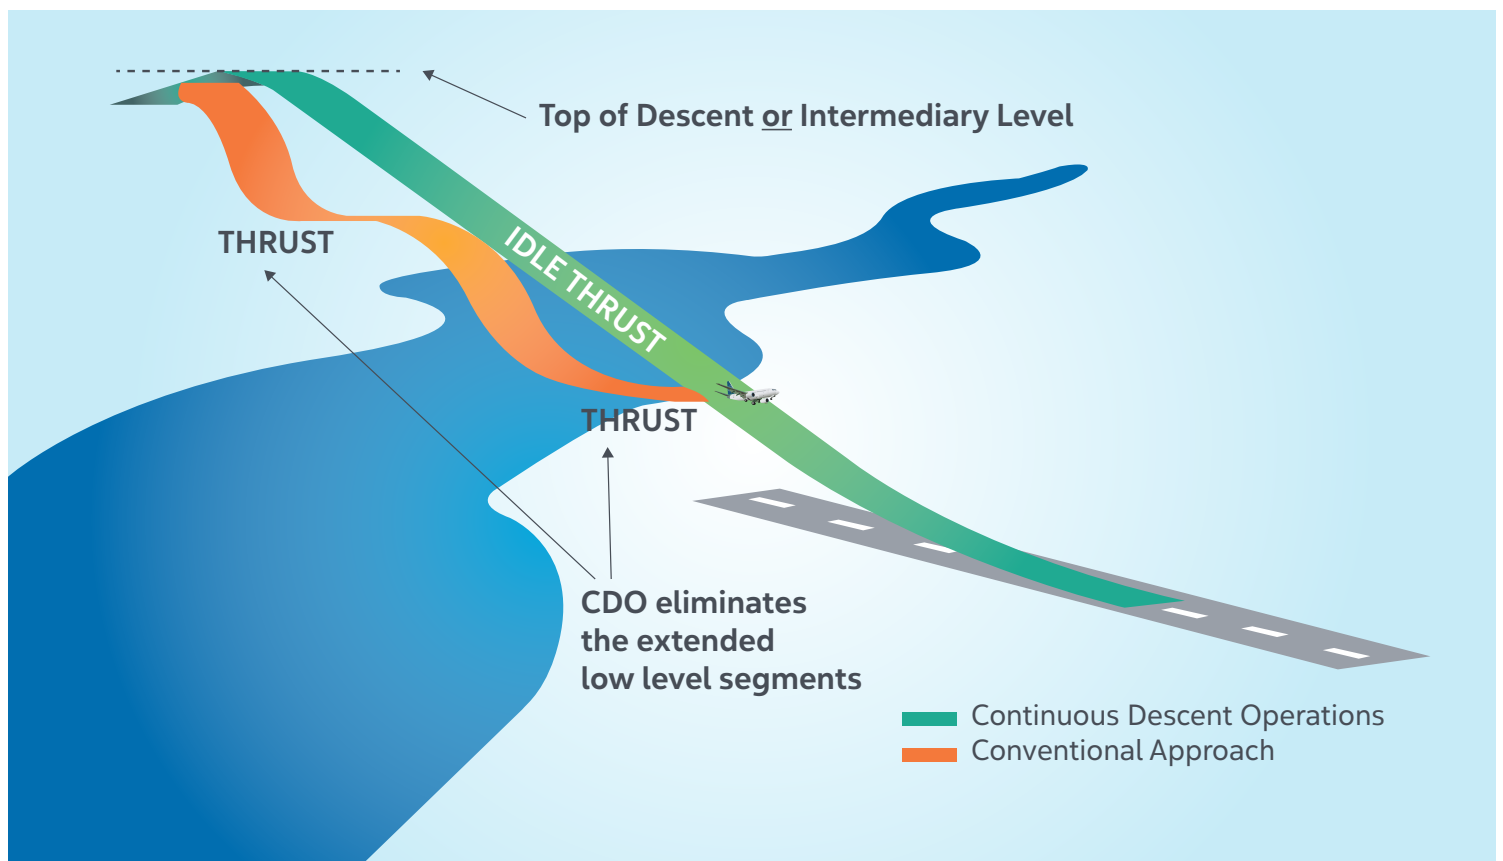 Top of Descent or Intermediary Level
THRUST
IDLE THRUST
THRUST
CDO eliminates
the extended
low level segments
Continuous Descent Operations
Conventional Approach